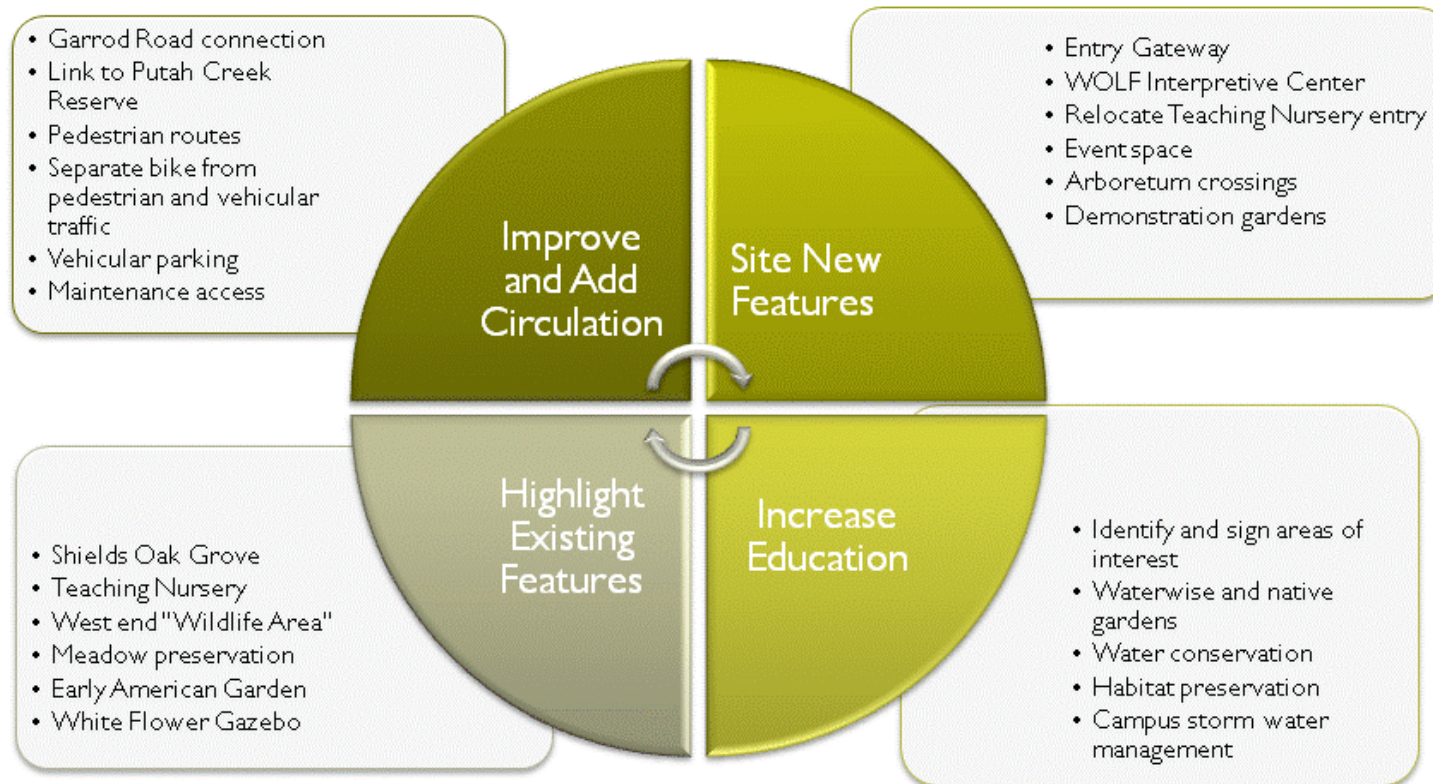 • Garrod Road connection
• Link to Putah Creek
Reserve
• Pedestrian routes
• Separate bike from
pedestrian and vehicular
traffic
• Vehicular parking
• Maintenance access
Improve
and Add
Circulation
• Entry Gateway
• WOLF Interpretive Center
• Relocate Teaching Nursery entry
• Event space
• Arboretum crossings
• Demonstration gardens
Site New
Features
• Shields Oak Grove
• Teaching Nursery
• West end "Wildlife Area"
• Meadow preservation
• Early American Garden
• White Flower Gazebo
Highlight
Existing
Features
Increase
Education
• Identify and sign areas of
interest
• Waterwise and native
gardens
• Water conservation
• Habitat preservation
• Campus storm water
management